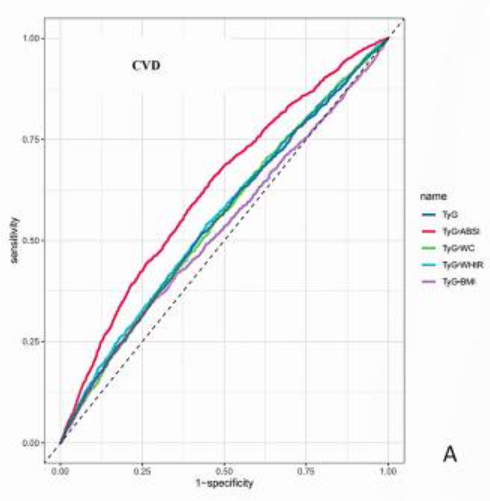 CVD
1.00
0.75
0.50
0.25
0.00
sensitivity
0.00 0.25 0.50 0.75 1.00
1-specificity
name
TyG
TyG-ABSI
TyG-WC
TyG-WHtR
TyG-BMI
A